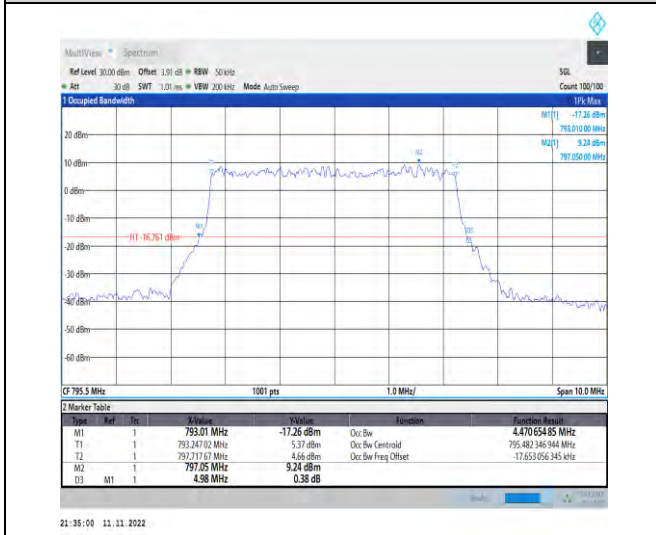 MultiView Spectrum
Ref Level 30.00 dBm Offset 3.91 dB RBW 50 kHz SGL
Att 30 dB SWT 1.01 ms VBW 200 kHz Mode Auto Sweep Count 100/100
1 Occupied Bandwidth 1Pk Max
M1[1] -17.26 dBm
793.010 00 MHz
20 dBm
M2[1] 9.24 dBm
797.050 00 MHz
M2
10 dBm
0 dBm
-10 dBm
M1
H1 -16.761 dBm
-20 dBm
-30 dBm
-40 dBm
-50 dBm
-60 dBm
CF 795.5 MHz 1001 pts 1.0 MHz/ Span 10.0 MHz
2 Marker Table
Type Ref Trc X-Value Y-Value Function Function Result
M1 1 793.01 MHz -17.26 dBm Occ Bw 4.470 654 85 MHz
T1 1 793.247 02 MHz 5.37 dBm Occ Bw Centroid 795.482 346 944 MHz
T2 1 797.717 67 MHz 4.66 dBm Occ Bw Freq Offset -17.653 056 345 kHz
M2 1 797.05 MHz 9.24 dBm
D3 M1 1 4.98 MHz 0.38 dB
21:35:00 11.11.2022